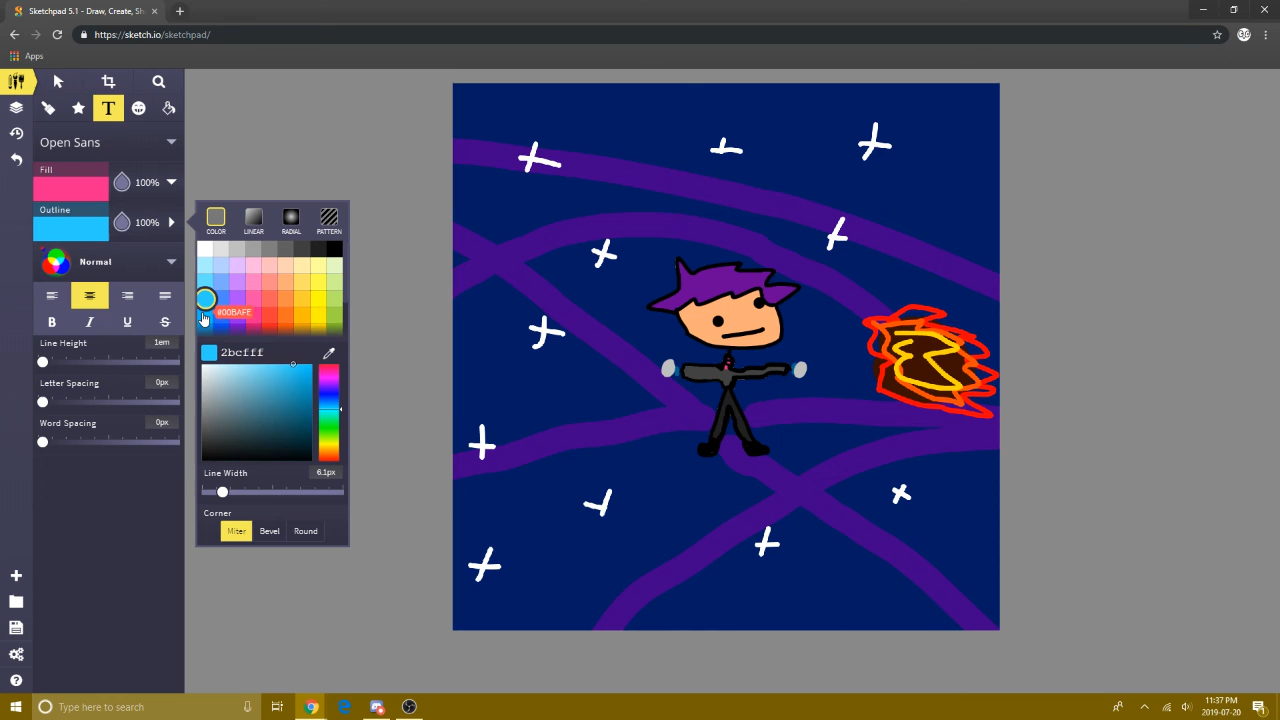 Sketchpad 5.1 - Draw, Create, Sh
https://sketch.io/sketchpad/
Apps
T
Open Sans
Fill
100%
Outline
100%
Normal
B I U S
Line Height 1em
Letter Spacing 0px
Word Spacing 0px
COLOR LINEAR RADIAL PATTERN
#00BAFE
2bcfff
Line Width 6.1px
Corner
Miter Bevel Round
Type here to search
11:37 PM
2019-07-20
1